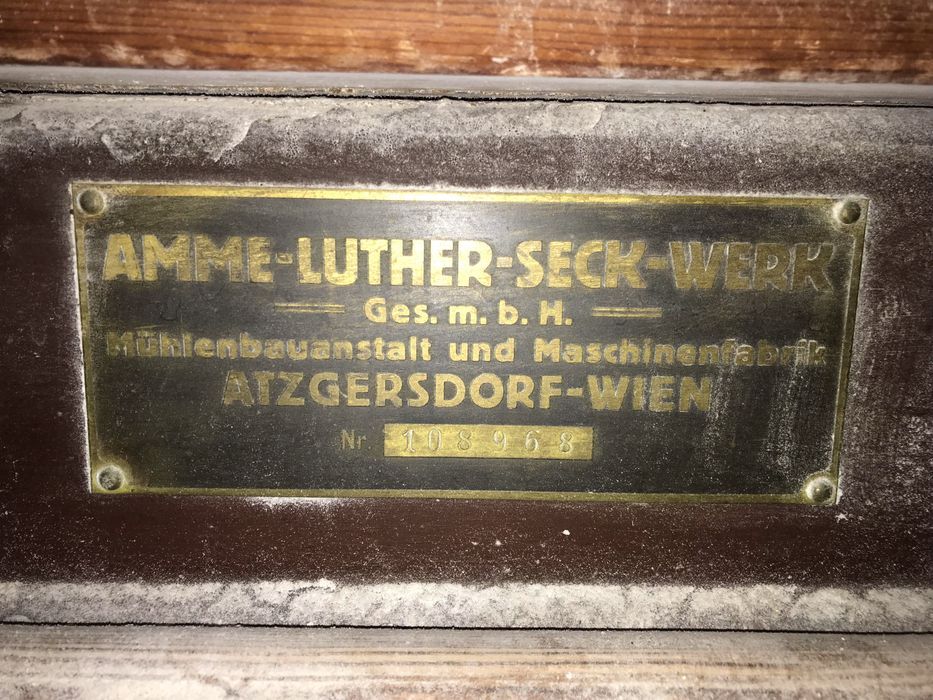 AMME-LUTHER-SECK-WERK
Ges. m. b. H.
Mühlenbauanstalt und Maschinenfabrik
ATZGERSDORF-WIEN
Nr 108968